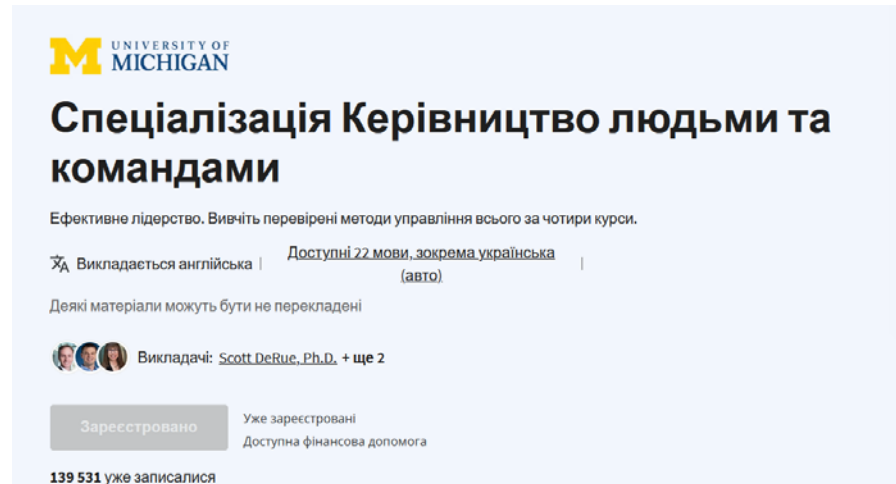 UNIVERSITY OF
MICHIGAN
Спеціалізація Керівництво людьми та
командами
Ефективне лідерство. Вивчіть перевірені методи управління всього за чотири курси.
Викладається англійська | Доступні 22 мови, зокрема українська |
(авто)
Деякі матеріали можуть бути не перекладені
Викладачі: Scott DeRue, Ph.D. + ще 2
Зареєстровано
Уже зареєстровані
Доступна фінансова допомога
139 531 уже записалися